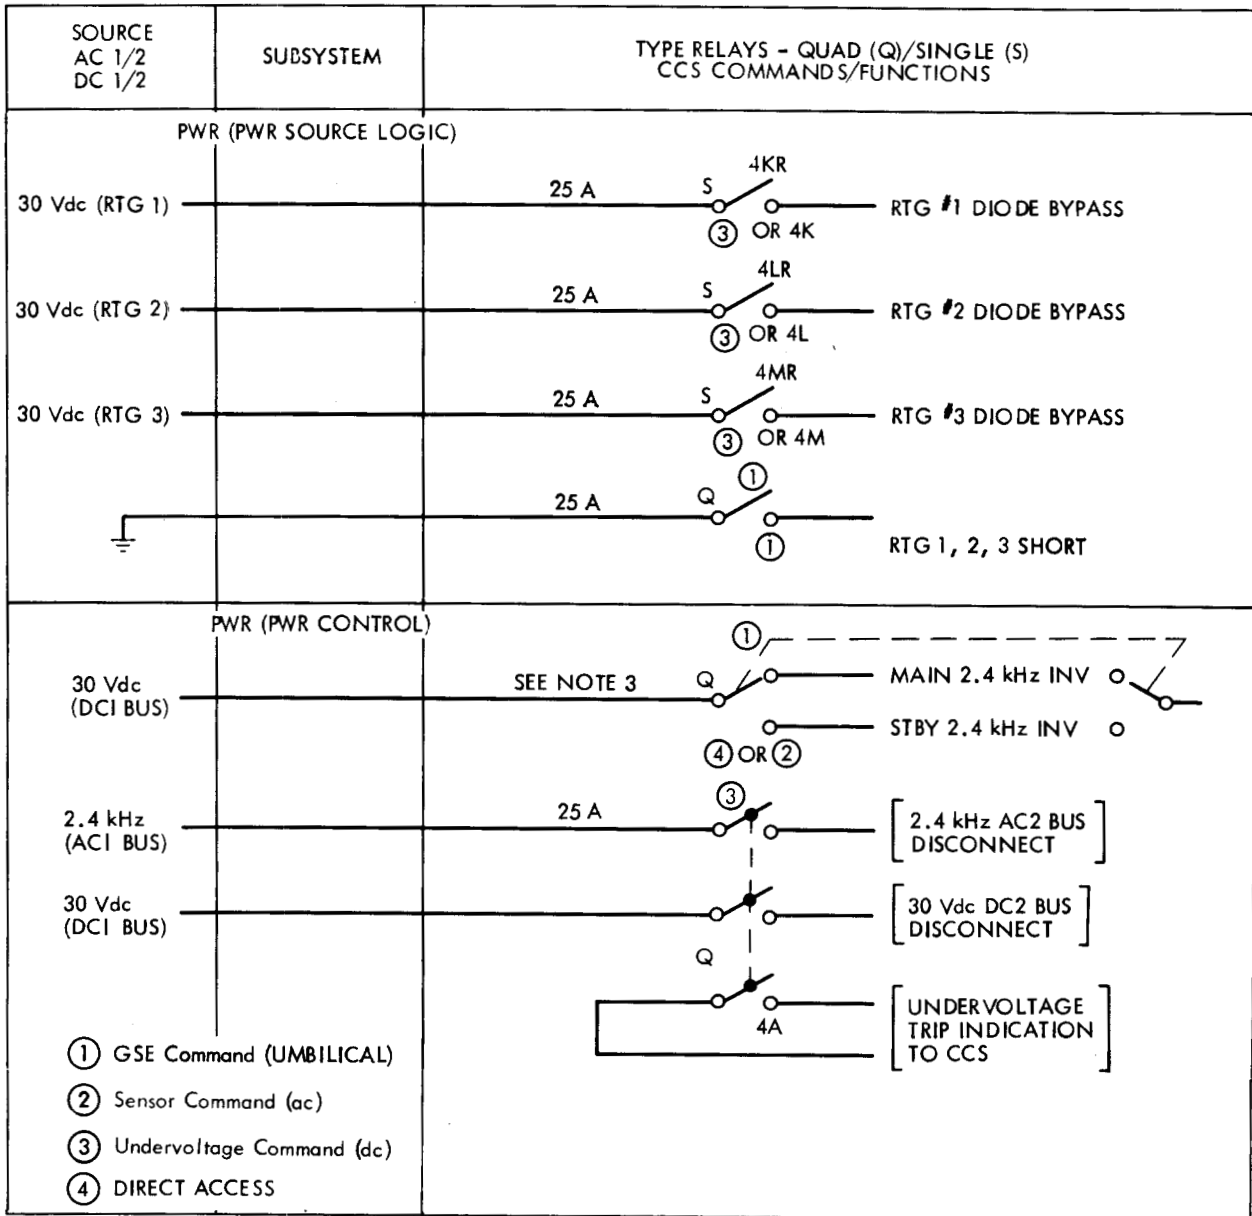 SOURCE
AC 1/2
DC 1/2
SUBSYSTEM
TYPE RELAYS - QUAD (Q)/SINGLE (S)
CCS COMMANDS/FUNCTIONS
PWR (PWR SOURCE LOGIC)
30 Vdc (RTG 1)
25 A
S
4KR
3 OR 4K
RTG #1 DIODE BYPASS
30 Vdc (RTG 2)
25 A
S
4LR
3 OR 4L
RTG #2 DIODE BYPASS
30 Vdc (RTG 3)
25 A
S
4MR
3 OR 4M
RTG #3 DIODE BYPASS
25 A
Q
1
1
RTG 1, 2, 3 SHORT
PWR (PWR CONTROL)
1
30 Vdc
(DC1 BUS)
SEE NOTE 3
Q
MAIN 2.4 kHz INV
STBY 2.4 kHz INV
4 OR 2
2.4 kHz
(AC1 BUS)
25 A
3
2.4 kHz AC2 BUS
DISCONNECT
30 Vdc
(DC1 BUS)
30 Vdc DC2 BUS
DISCONNECT
Q
4A
UNDERVOLTAGE
TRIP INDICATION
TO CCS
1 GSE Command (UMBILICAL)
2 Sensor Command (ac)
3 Undervoltage Command (dc)
4 DIRECT ACCESS